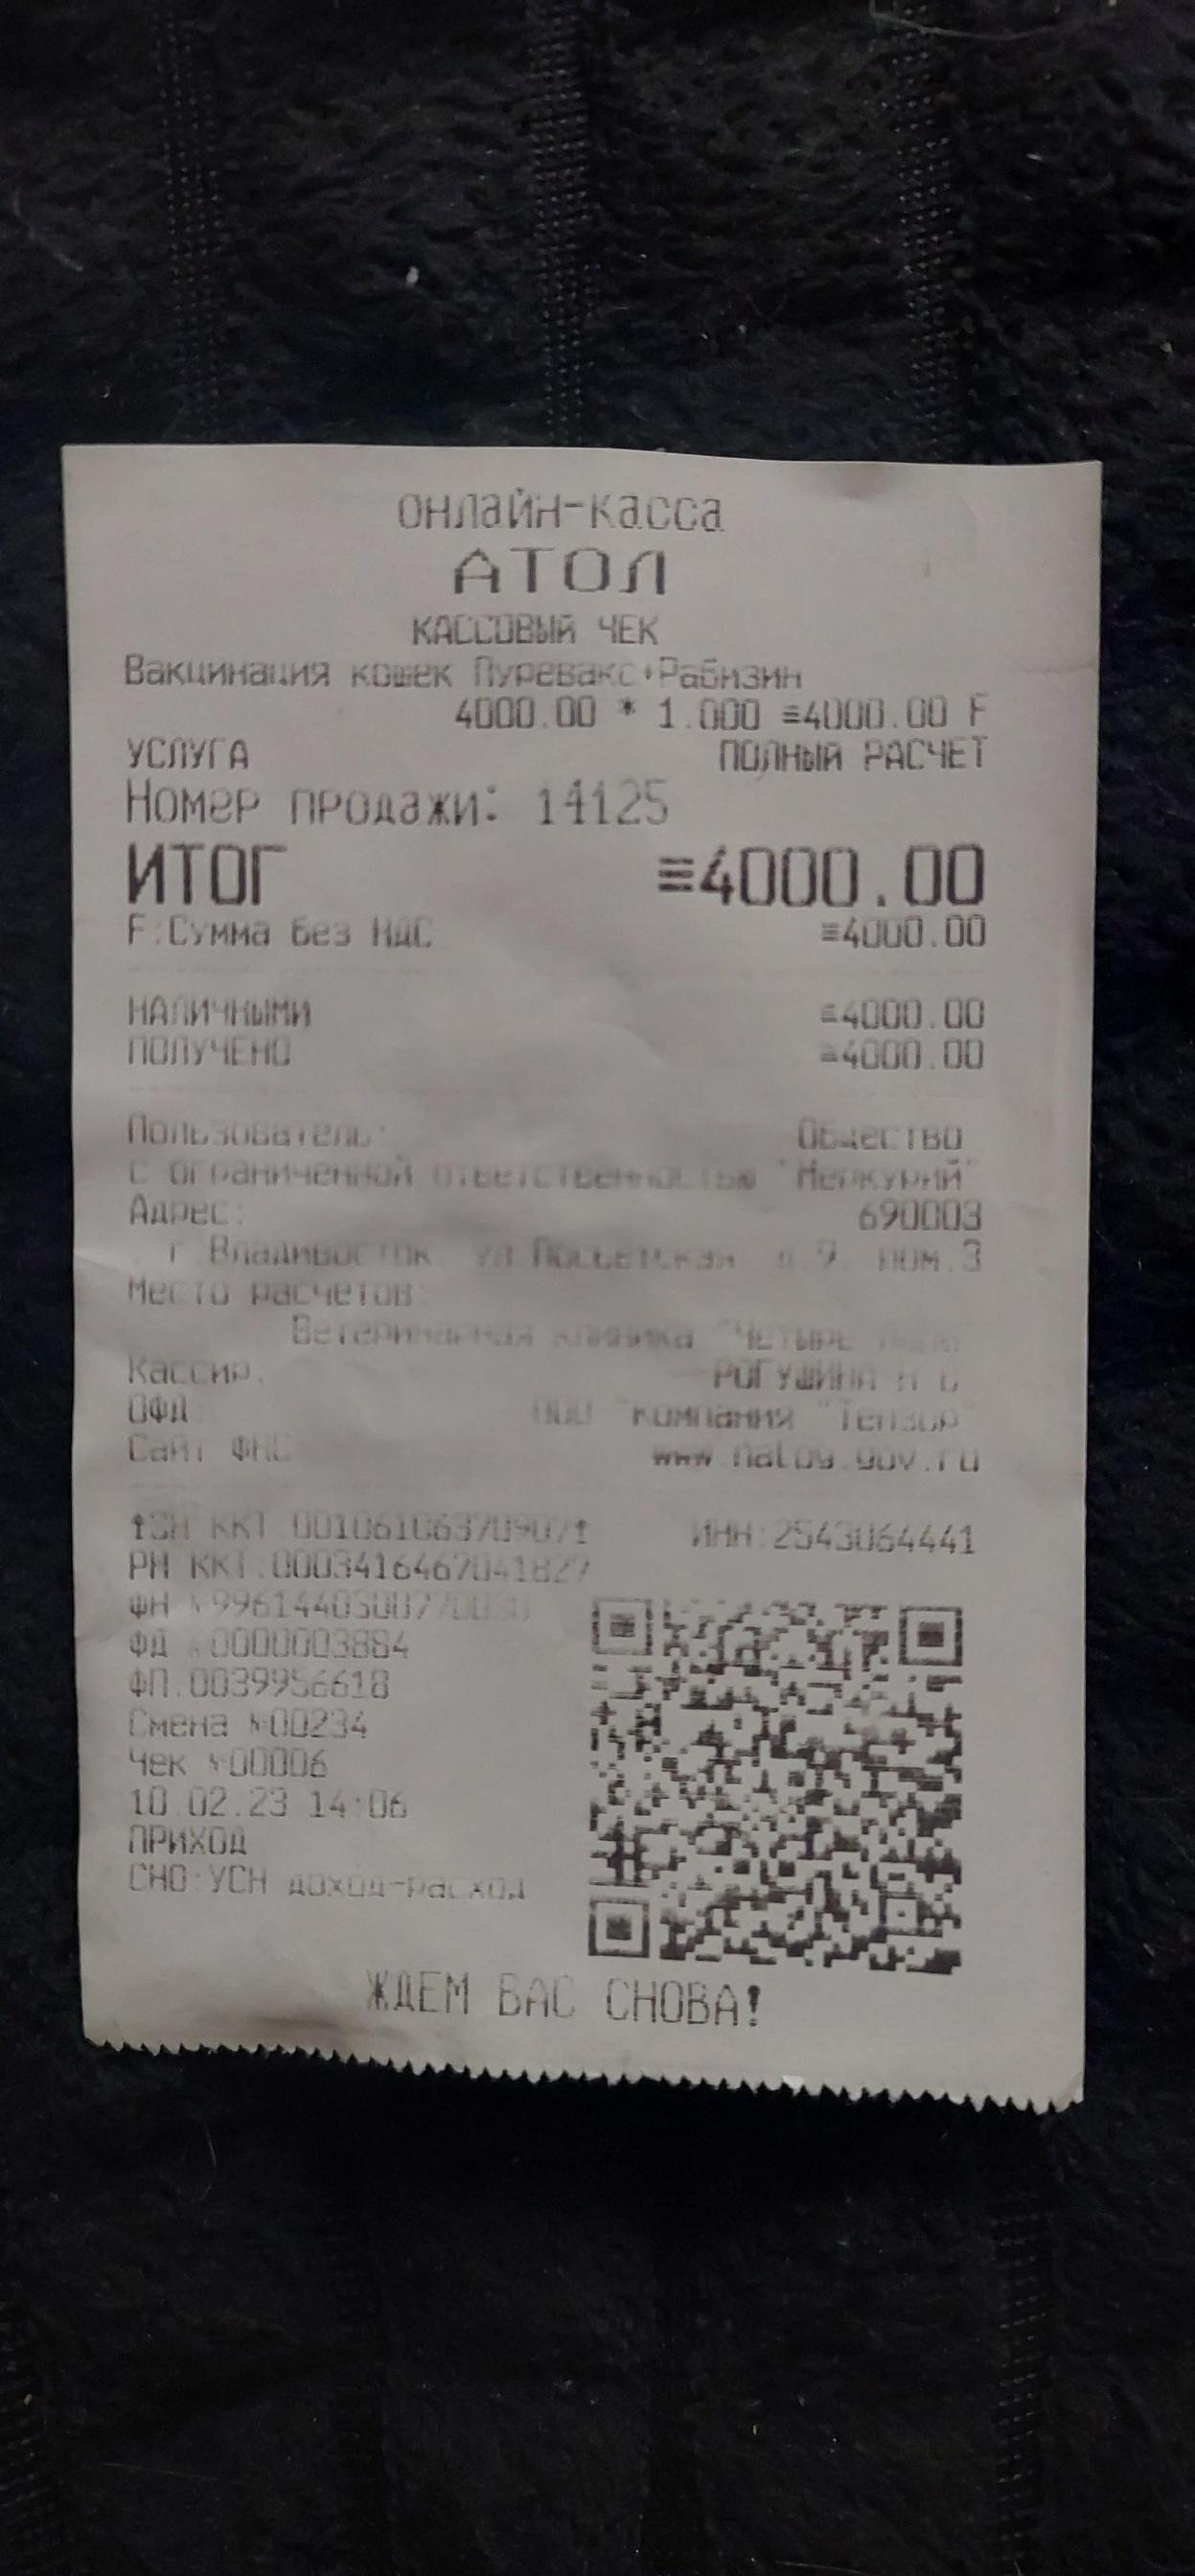 онлайн-касса
АТОЛ
КАССОВЫЙ ЧЕК
Вакцинация кошек Пуревакс+Рабизин
4000.00 * 1.000 ≡4000.00 F
УСЛУГА ПОЛНЫЙ РАСЧЕТ
Номер продажи: 14125
ИТОГ ≡4000.00
F:Сумма без НДС ≡4000.00
НАЛИЧНЫМИ ≡4000.00
ПОЛУЧЕНО ≡4000.00
Пользователь: Общество
с ограниченной ответственностью "Меркурий"
Адрес: 690003
г. Владивосток, ул Посьетская, д.9, пом.3
Место расчетов:
Ветеринарная клиника "ЧЕТЫРЕ
Кассир: РОГУШИНА
ОФД: ООО "Компания "Тензор"
Сайт ФНС: www.nalog.gov.ru
ЗН ККТ:00106106370907 ИНН:2543064441
РН ККТ:0003416467041827
ФН №
ФД №0000003884
ФП:0039956618
Смена №00234
Чек №00006
10.02.23 14:06
ПРИХОД
СНО:УСН доход-расход
ЖДЕМ ВАС СНОВА!